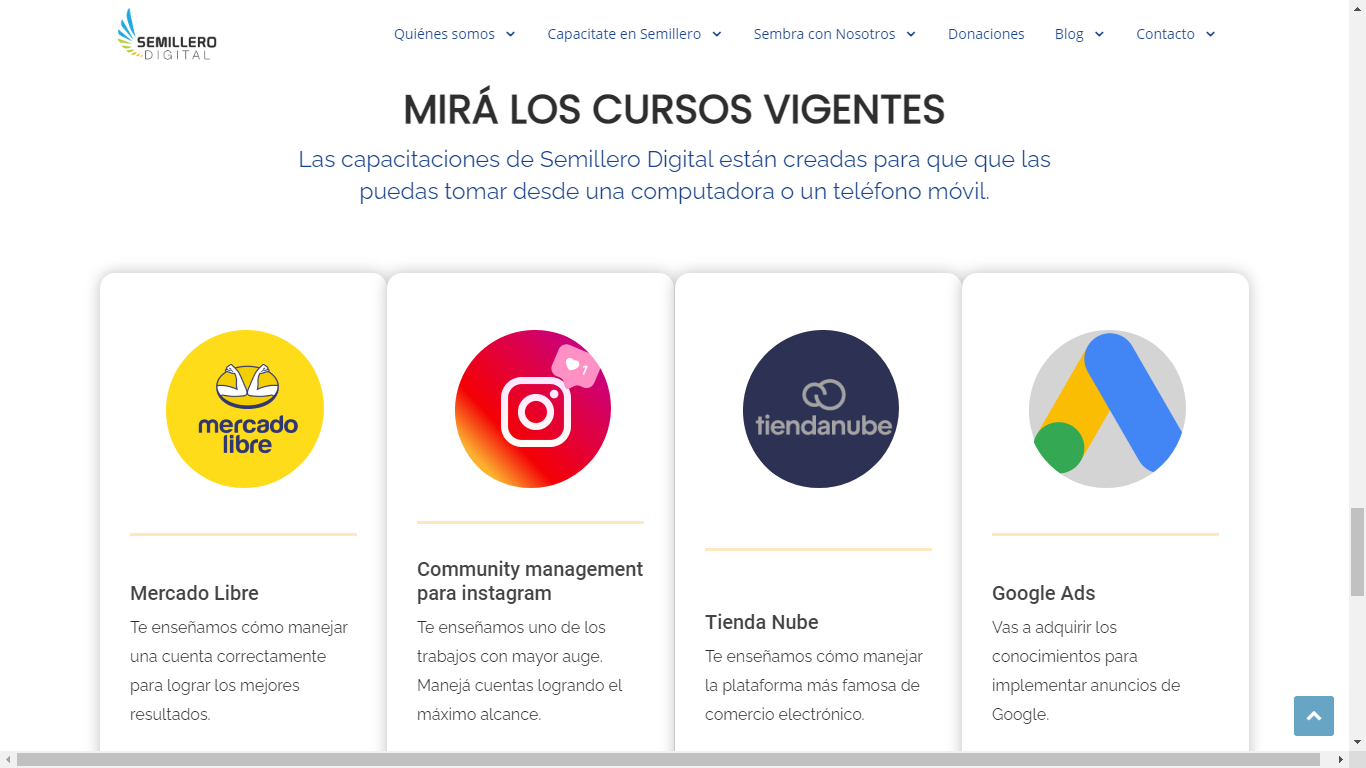 SEMILLERO
DIGITAL
Quiénes somos
Capacitate en Semillero
Sembra con Nosotros
Donaciones
Blog
Contacto
MIRÁ LOS CURSOS VIGENTES
Las capacitaciones de Semillero Digital están creadas para que que las
puedas tomar desde una computadora o un teléfono móvil.
mercado
libre
Mercado Libre
Te enseñamos cómo manejar
una cuenta correctamente
para lograr los mejores
resultados.
1
Community management
para instagram
Te enseñamos uno de los
trabajos con mayor auge.
Manejá cuentas logrando el
máximo alcance.
tiendanube
Tienda Nube
Te enseñamos cómo manejar
la plataforma más famosa de
comercio electrónico.
Google Ads
Vas a adquirir los
conocimientos para
implementar anuncios de
Google.